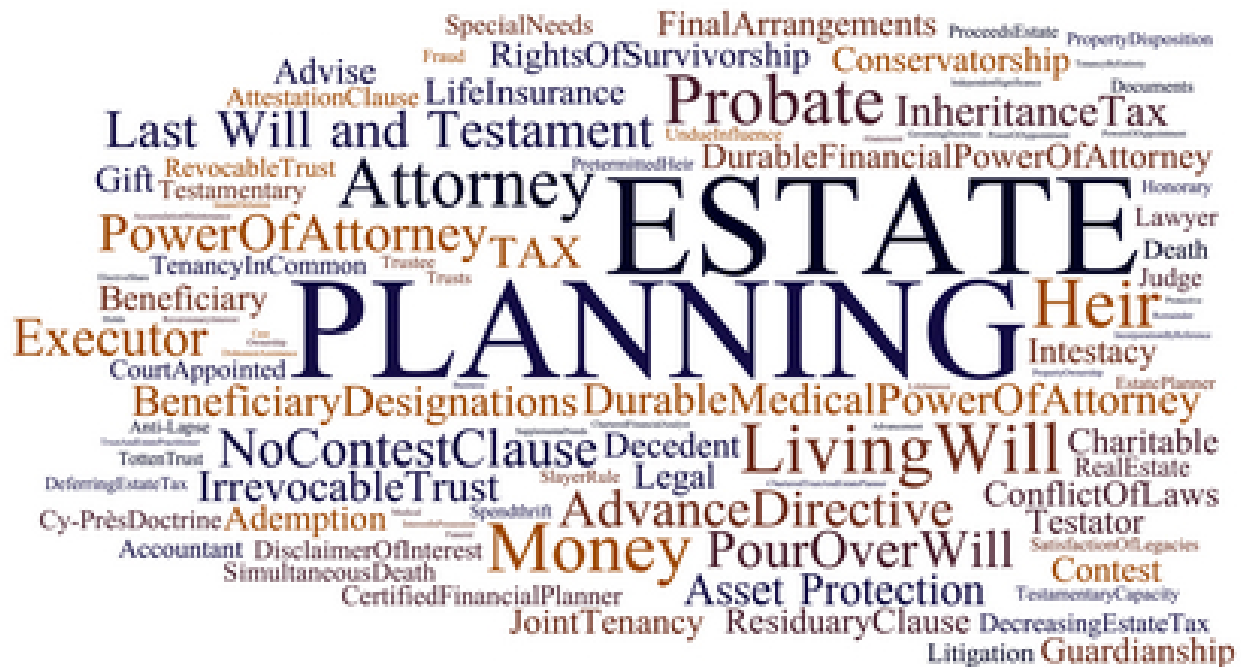 SpecialNeeds FinalArrangements ProceedsEstate PropertyDisposition
Fraud RightsOfSurvivorship Conservatorship
Advise
AttestationClause LifeInsurance Probate InheritanceTax Documents
Last Will and Testament UndueInfluence
PretermittedHeir DurableFinancialPowerOfAttorney
Gift RevocableTrust Attorney ESTATE Honorary
Testamentary
PowerOfAttorney TAX Lawyer
TenancyInCommon Trustee Death
Trusts Judge
Beneficiary PLANNING Heir
Executor Ownership Intestacy
CourtAppointed
BeneficiaryDesignations DurableMedicalPowerOfAttorney EstatePlanner
Anti-Lapse NoContestClause Decedent LivingWill Charitable
TottenTrust SlayerRule Legal RealEstate
DeferringEstateTax IrrevocableTrust ConflictOfLaws
Cy-PrèsDoctrine Ademption Spendthrift AdvanceDirective Testator
Accountant DisclaimerOfInterest Money PourOverWill SatisfactionOfLegacies
SimultaneousDeath Contest
CertifiedFinancialPlanner Asset Protection TestamentaryCapacity
JointTenancy ResiduaryClause DecreasingEstateTax
Litigation Guardianship